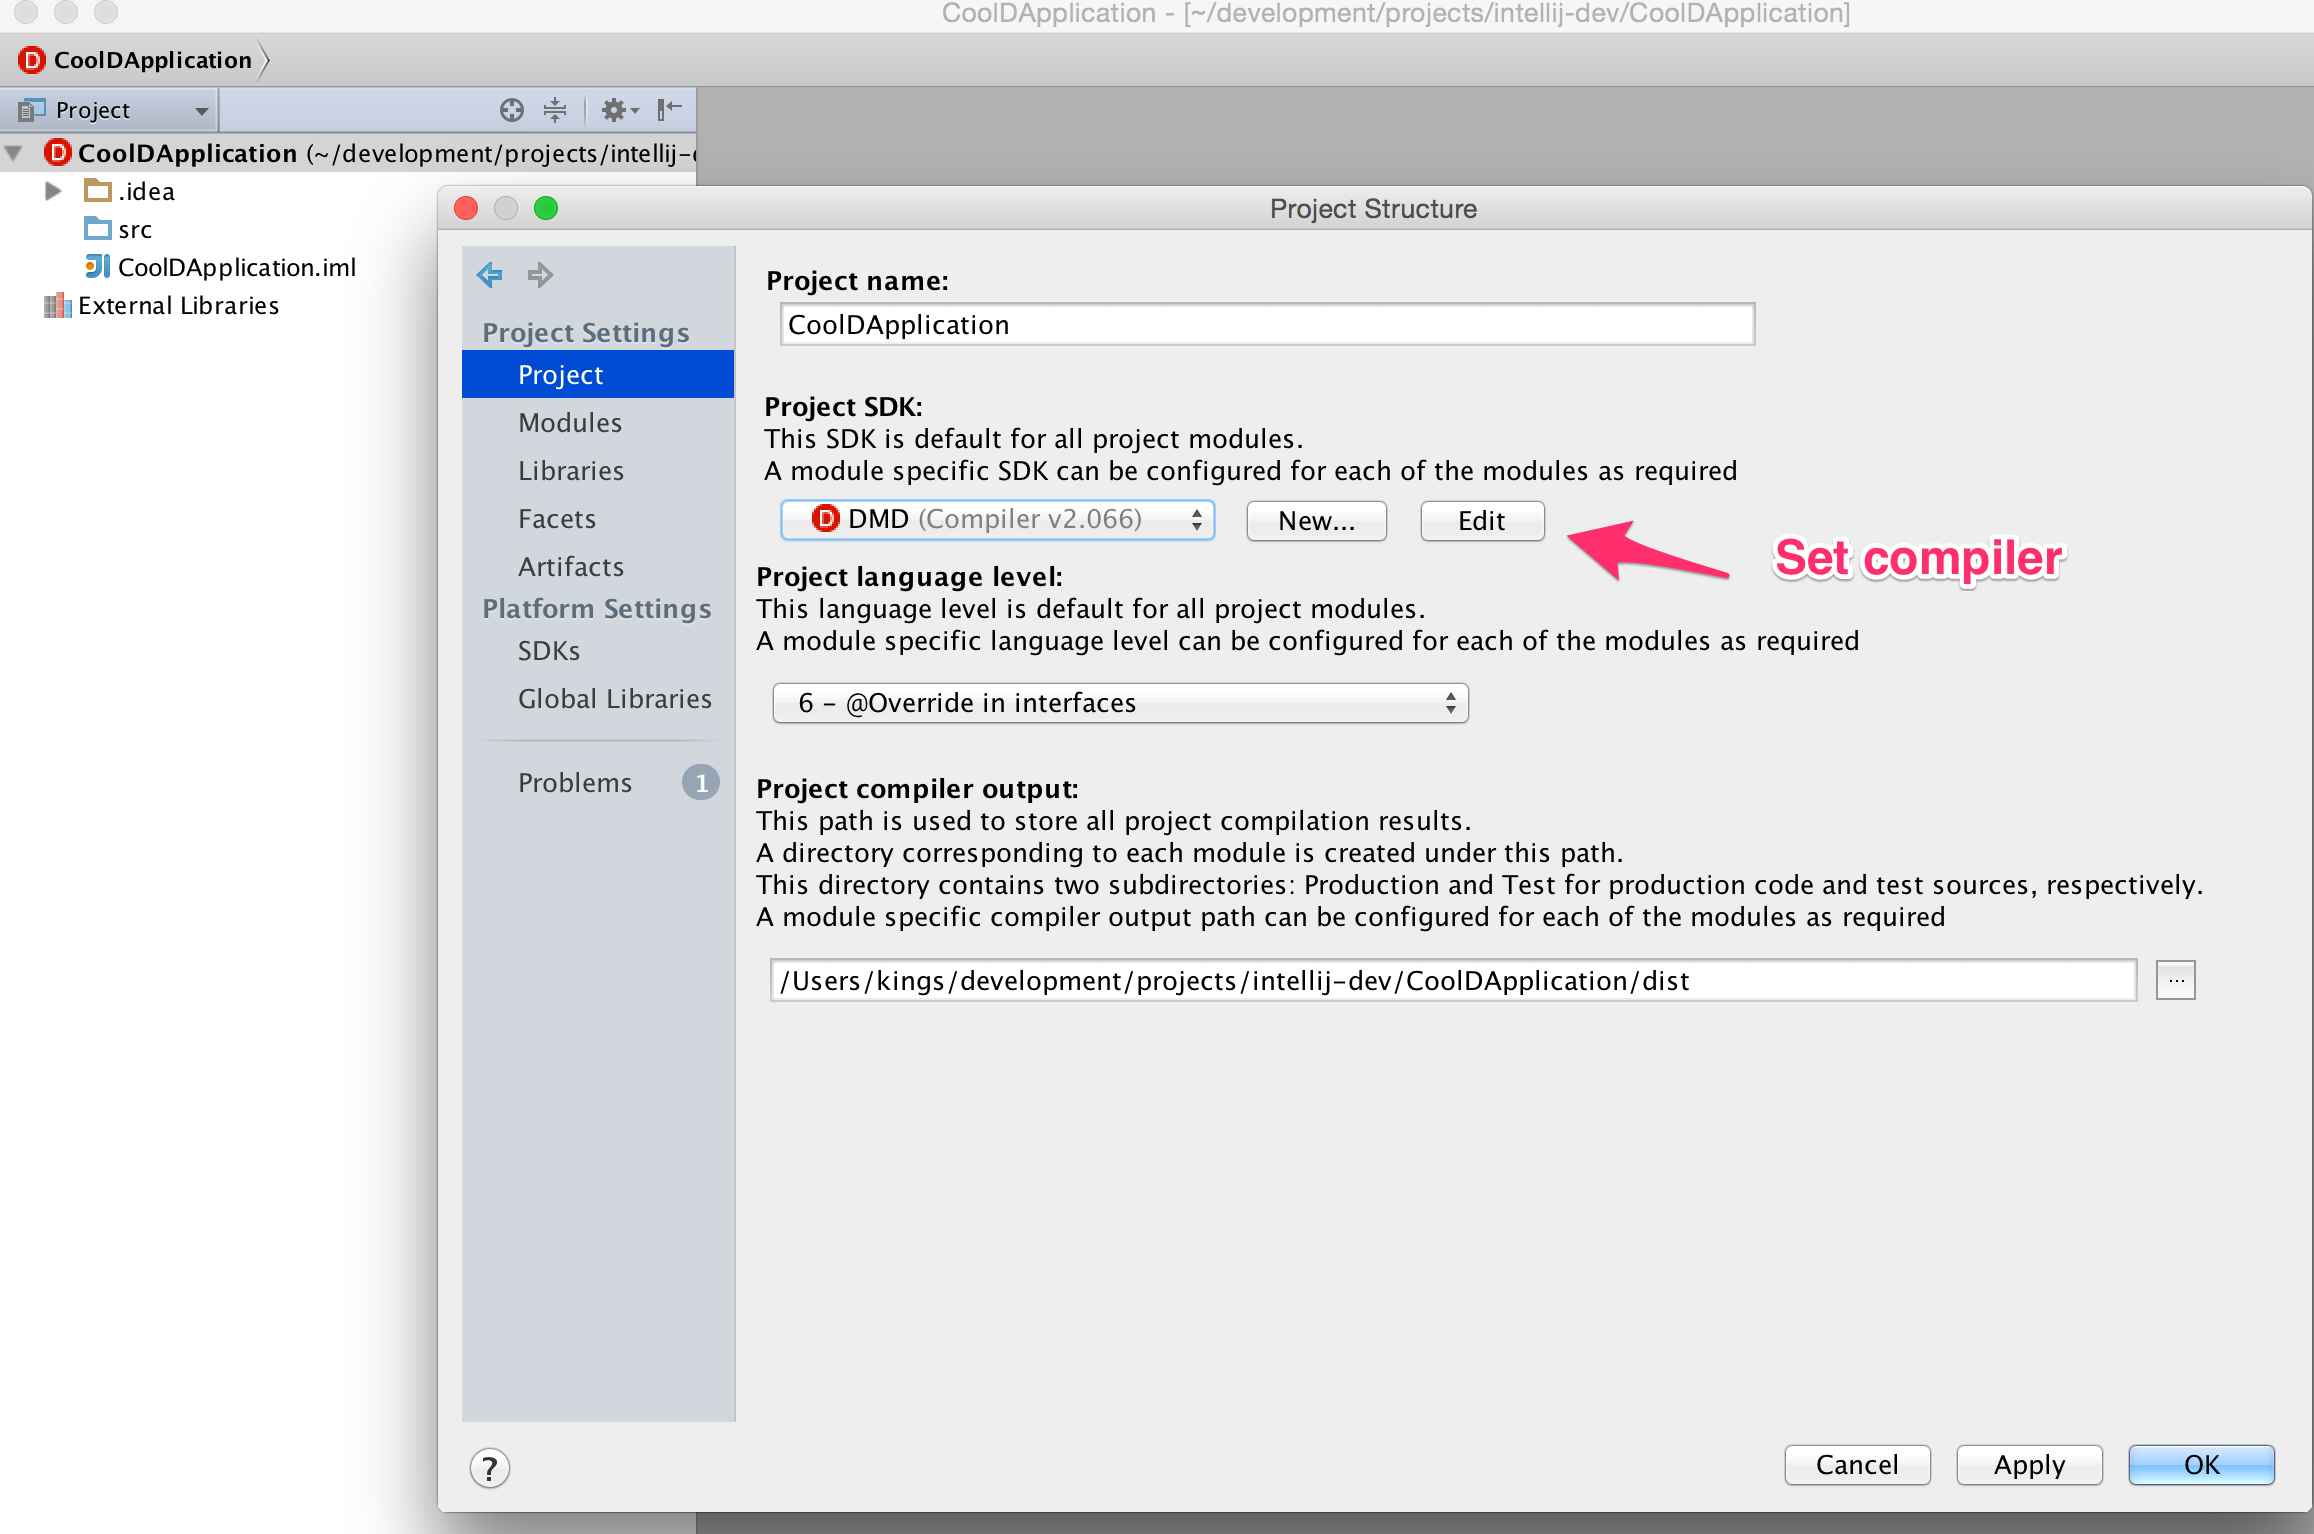 CoolDApplication - [~/development/projects/intellij-dev/CoolDApplication]
CoolDApplication
Project
CoolDApplication (~/development/projects/intellij-d
.idea
src
CoolDApplication.iml
External Libraries
Project Structure
Project Settings
Project
Modules
Libraries
Facets
Artifacts
Platform Settings
SDKs
Global Libraries
Problems 1
Project name:
CoolDApplication
Project SDK:
This SDK is default for all project modules.
A module specific SDK can be configured for each of the modules as required
DMD (Compiler v2.066) New... Edit
Set compiler
Project language level:
This language level is default for all project modules.
A module specific language level can be configured for each of the modules as required
6 - @Override in interfaces
Project compiler output:
This path is used to store all project compilation results.
A directory corresponding to each module is created under this path.
This directory contains two subdirectories: Production and Test for production code and test sources, respectively.
A module specific compiler output path can be configured for each of the modules as required
/Users/kings/development/projects/intellij-dev/CoolDApplication/dist ...
? Cancel Apply OK